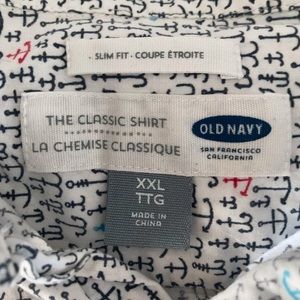 SLIM FIT · COUPE ÉTROITE
THE CLASSIC SHIRT
LA CHEMISE CLASSIQUE
OLD NAVY
SAN FRANCISCO
CALIFORNIA
XXL
TTG
MADE IN
CHINA